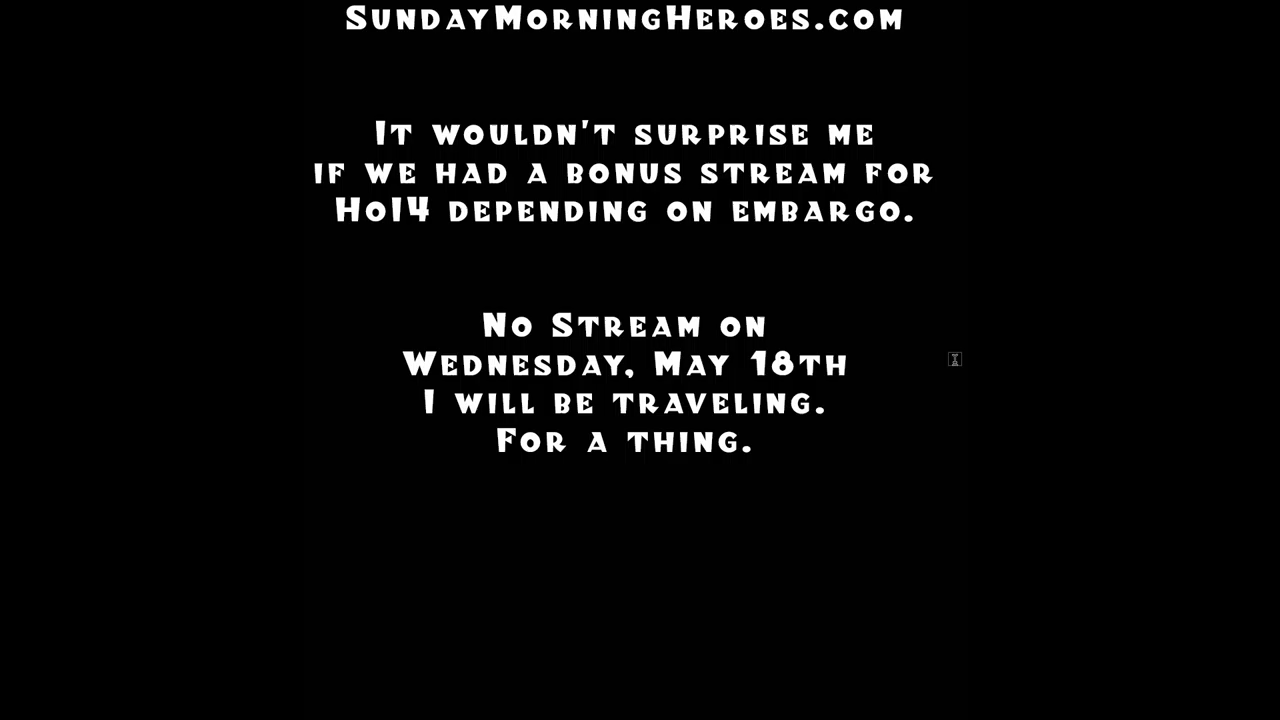 SundayMorningHeroes.com
It wouldn't surprise me
if we had a bonus stream for
HoI4 depending on embargo.
No Stream on
Wednesday, May 18th
I will be traveling.
For a thing.